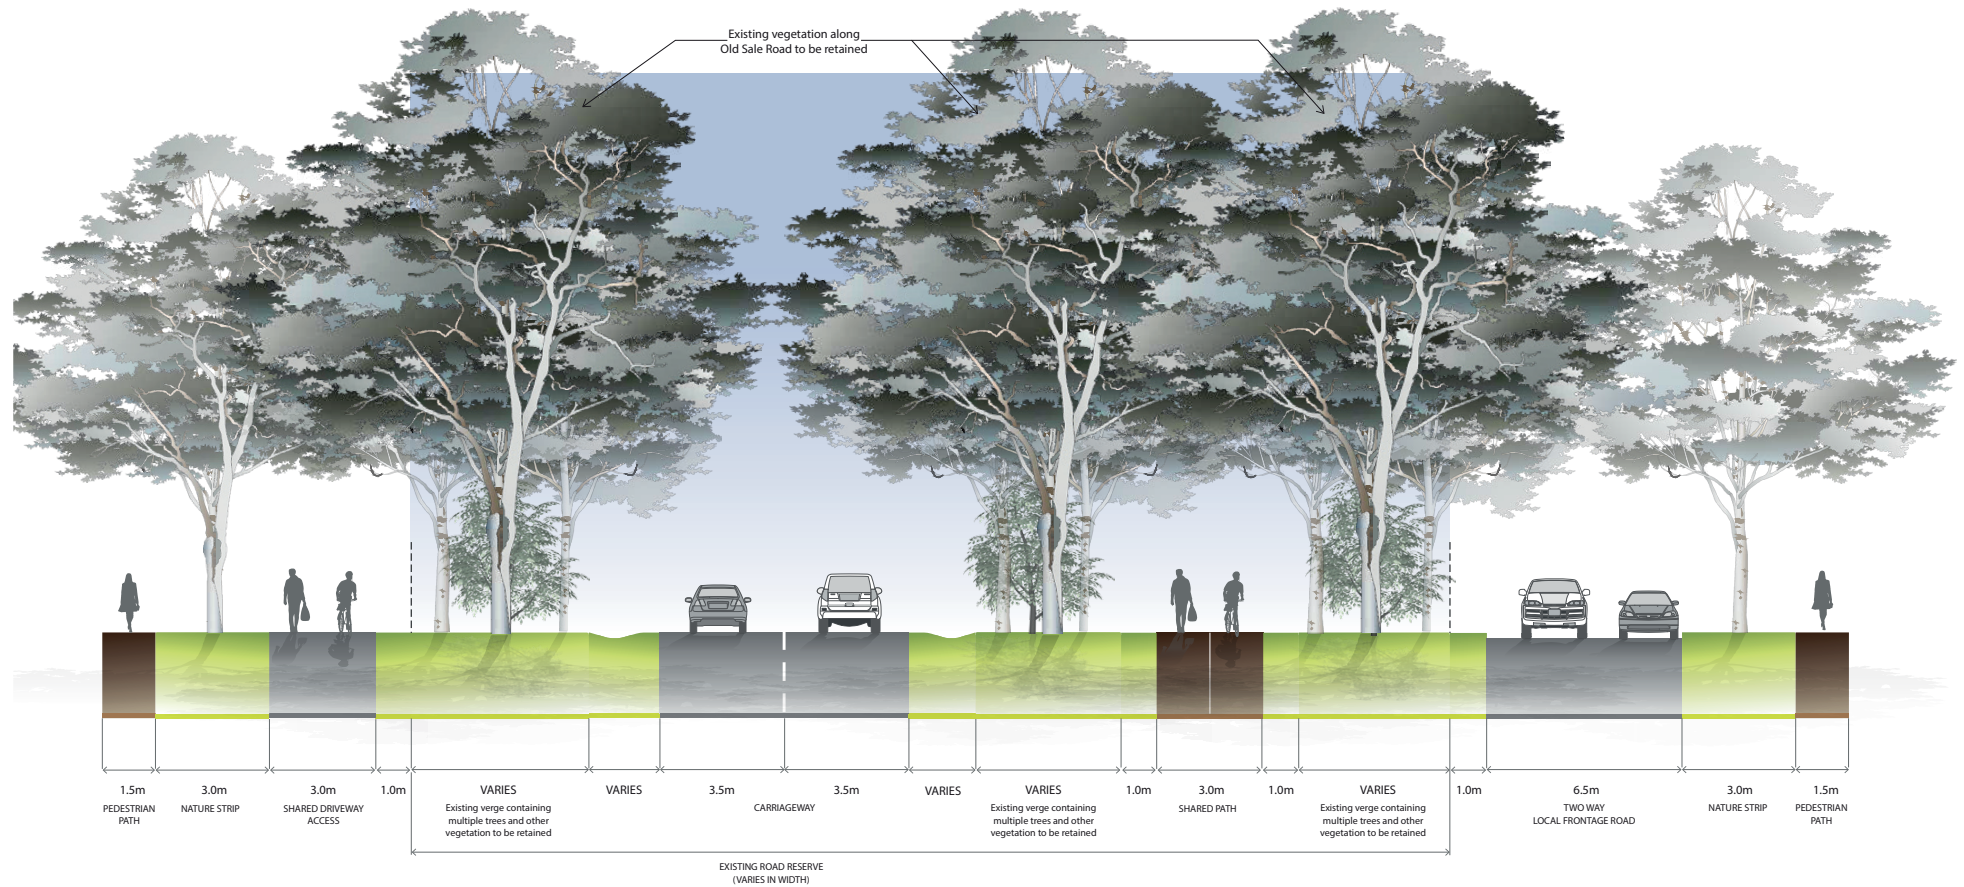 Existing vegetation along
Old Sale Road to be retained
1.5m
PEDESTRIAN
PATH
3.0m
NATURE STRIP
3.0m
SHARED DRIVEWAY
ACCESS
1.0m
VARIES
Existing verge containing
multiple trees and other
vegetation to be retained
VARIES
3.5m
3.5m
CARRIAGEWAY
VARIES
VARIES
Existing verge containing
multiple trees and other
vegetation to be retained
1.0m
3.0m
SHARED PATH
1.0m
VARIES
Existing verge containing
multiple trees and other
vegetation to be retained
1.0m
6.5m
TWO WAY
LOCAL FRONTAGE ROAD
3.0m
NATURE STRIP
1.5m
PEDESTRIAN
PATH
EXISTING ROAD RESERVE
(VARIES IN WIDTH)